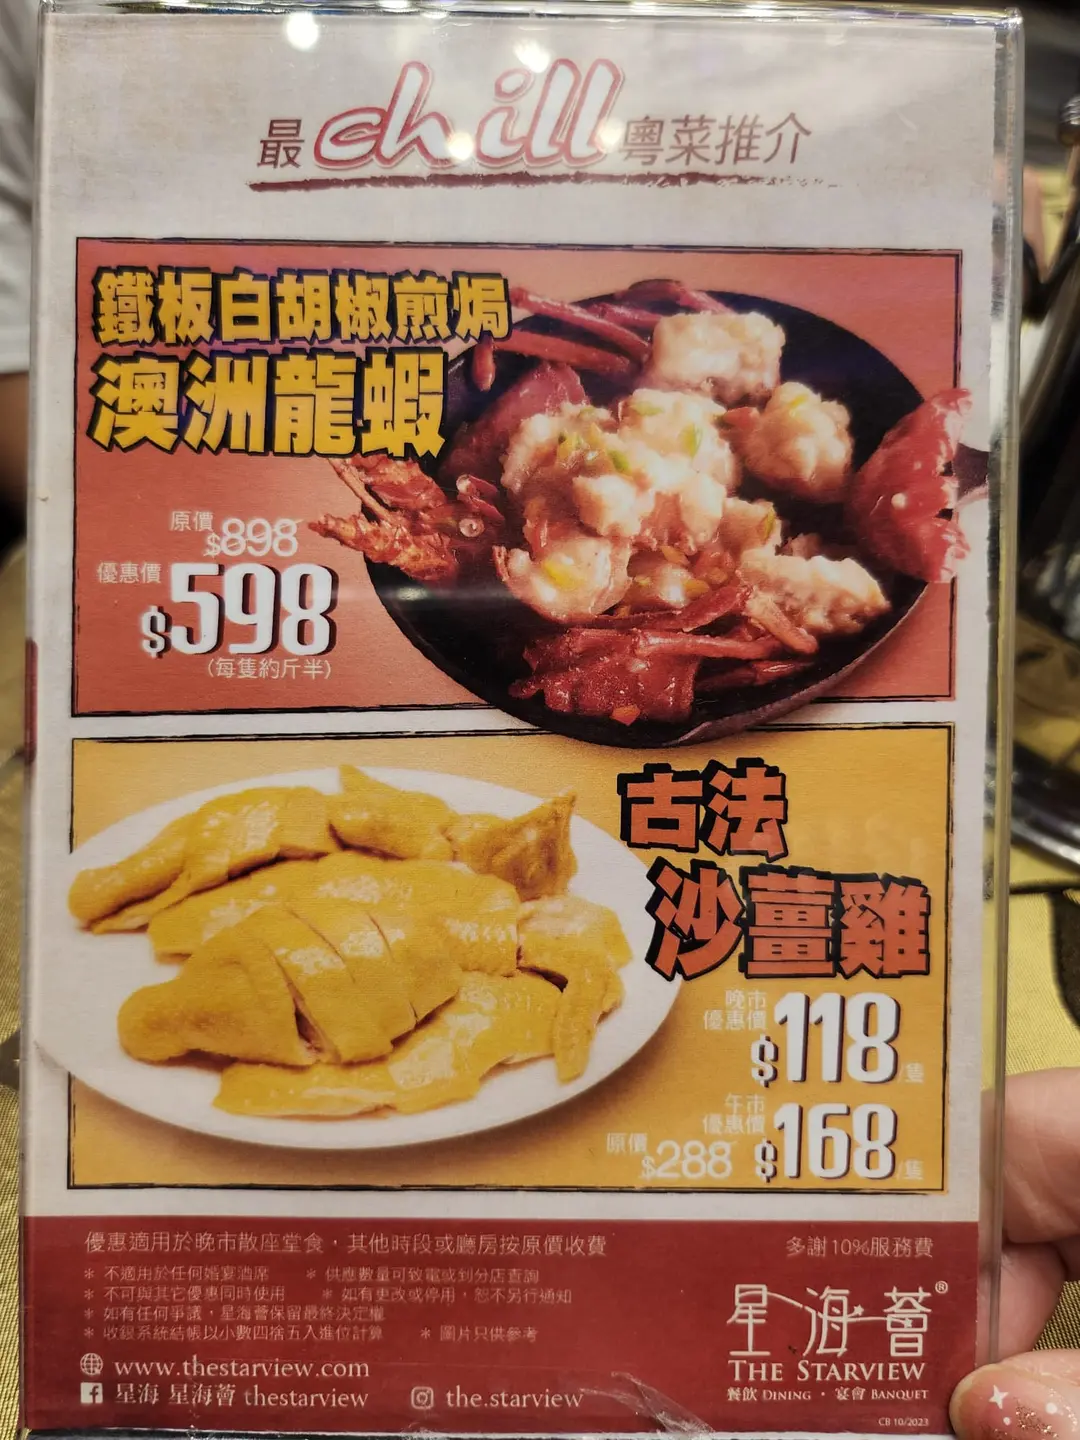 最chill粵菜推介
鐵板白胡椒煎焗
澳洲龍蝦
原價
$898
優惠價
$598
(每隻約斤半)
古法
沙薑雞
晚市
優惠價
$118/隻
午市
優惠價
原價
$288
$168/隻
優惠適用於晚市散座堂食，其他時段或廳房按原價收費
多謝10%服務費
* 不適用於任何婚宴酒席 * 供應數量可致電或到分店查詢
* 不可與其它優惠同時使用 * 如有更改或停用，恕不另行通知
* 如有任何爭議，星海薈保留最終決定權
* 收銀系統結帳以小數四捨五入進位計算 * 圖片只供參考
www.thestarview.com
星海 星海薈 thestarview
the.starview
星海薈®
THE STARVIEW
餐飲 DINING · 宴會 BANQUET
CB 10/2023